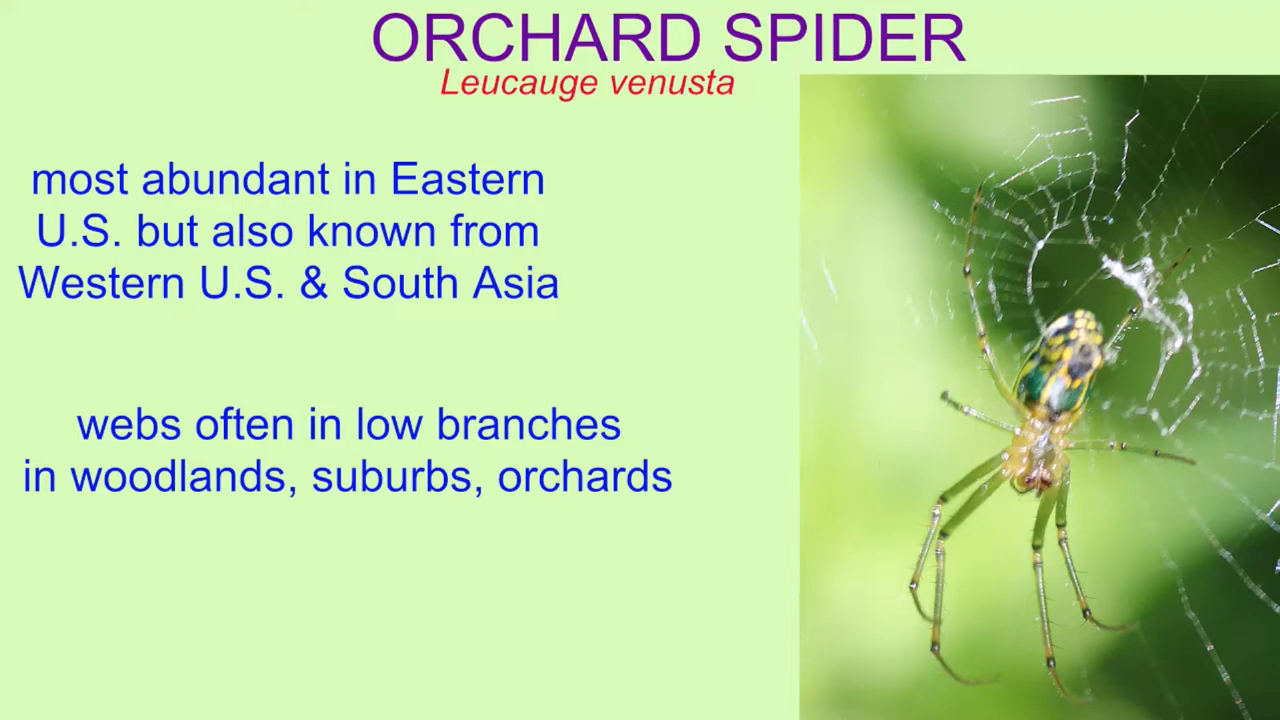 ORCHARD SPIDER
Leucauge venusta
most abundant in Eastern
U.S. but also known from
Western U.S. & South Asia
webs often in low branches
in woodlands, suburbs, orchards